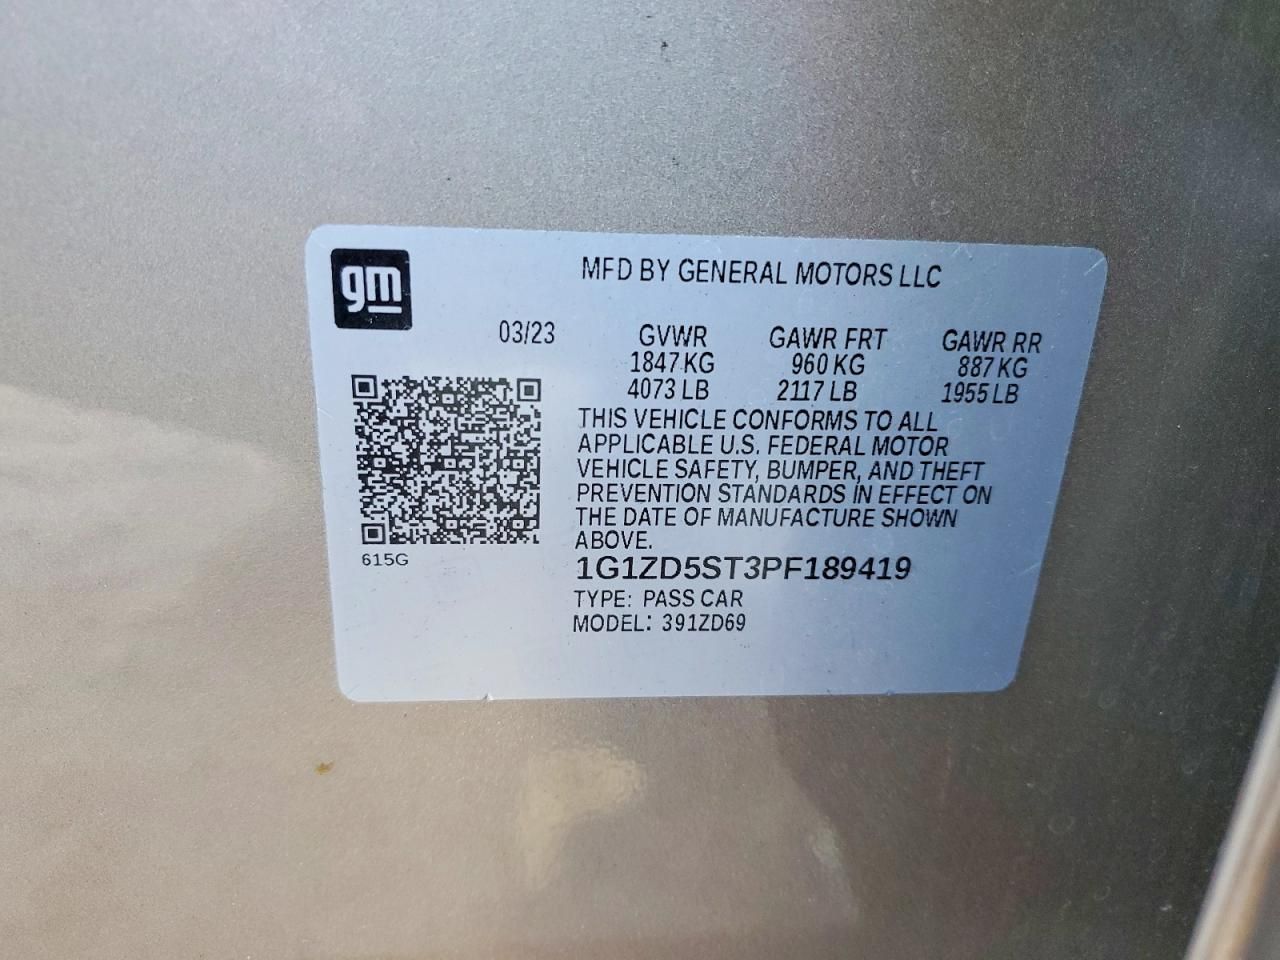 gm
MFD BY GENERAL MOTORS LLC
03/23 GVWR GAWR FRT GAWR RR
1847 KG 960 KG 887 KG
4073 LB 2117 LB 1955 LB
THIS VEHICLE CONFORMS TO ALL
APPLICABLE U.S. FEDERAL MOTOR
VEHICLE SAFETY, BUMPER, AND THEFT
PREVENTION STANDARDS IN EFFECT ON
THE DATE OF MANUFACTURE SHOWN
ABOVE.
615G
1G1ZD5ST3PF189419
TYPE: PASS CAR
MODEL: 391ZD69